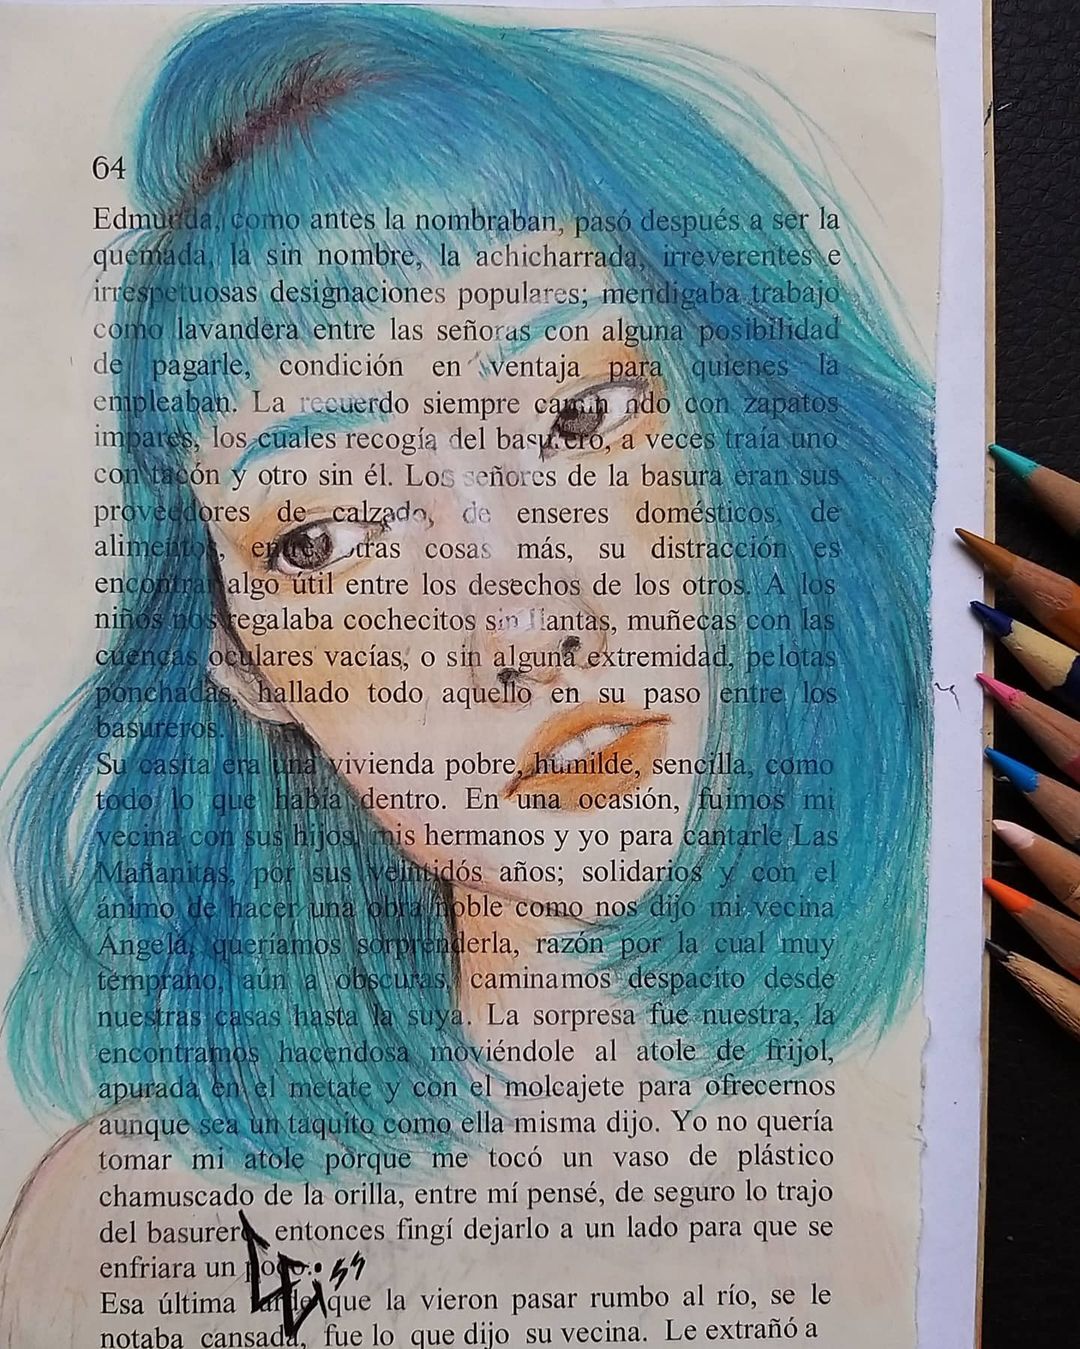 64
Edmunda, como antes la nombraban, pasó después a ser la
quemada, la sin nombre, la achicharrada, irreverentes e
irrespetuosas designaciones populares; mendigaba trabajo
como lavandera entre las señoras con alguna posibilidad
de pagarle, condición en ventaja para quienes la
empleaban. La recuerdo siempre caminando con zapatos
impares, los cuales recogía del basurero, a veces traía uno
con tacón y otro sin él. Los señores de la basura eran sus
proveedores de calzado, de enseres domésticos, de
alimentos, entre otras cosas más, su distracción es
encontrar algo útil entre los desechos de los otros. A los
niños nos regalaba cochecitos sin llantas, muñecas con las
cuencas oculares vacías, o sin alguna extremidad, pelotas
ponchadas, hallado todo aquello en su paso entre los
basureros.
Su casita era una vivienda pobre, humilde, sencilla, como
todo lo que había dentro. En una ocasión, fuimos mi
vecina con sus hijos, mis hermanos y yo para cantarle Las
Mañanitas, por sus veintidós años; solidarios y con el
ánimo de hacer una obra noble como nos dijo mi vecina
Ángela, queríamos sorprenderla, razón por la cual muy
temprano, aún a obscuras, caminamos despacito desde
nuestras casas hasta la suya. La sorpresa fue nuestra, la
encontramos hacendosa moviéndole al atole de frijol,
apurada en el metate y con el molcajete para ofrecernos
aunque sea un taquito como ella misma dijo. Yo no quería
tomar mi atole porque me tocó un vaso de plástico
chamuscado de la orilla, entre mí pensé, de seguro lo trajo
del basurero, entonces fingí dejarlo a un lado para que se
enfriara un poco.
Esa última tarde que la vieron pasar rumbo al río, se le
notaba cansada, fue lo que dijo su vecina. Le extrañó a